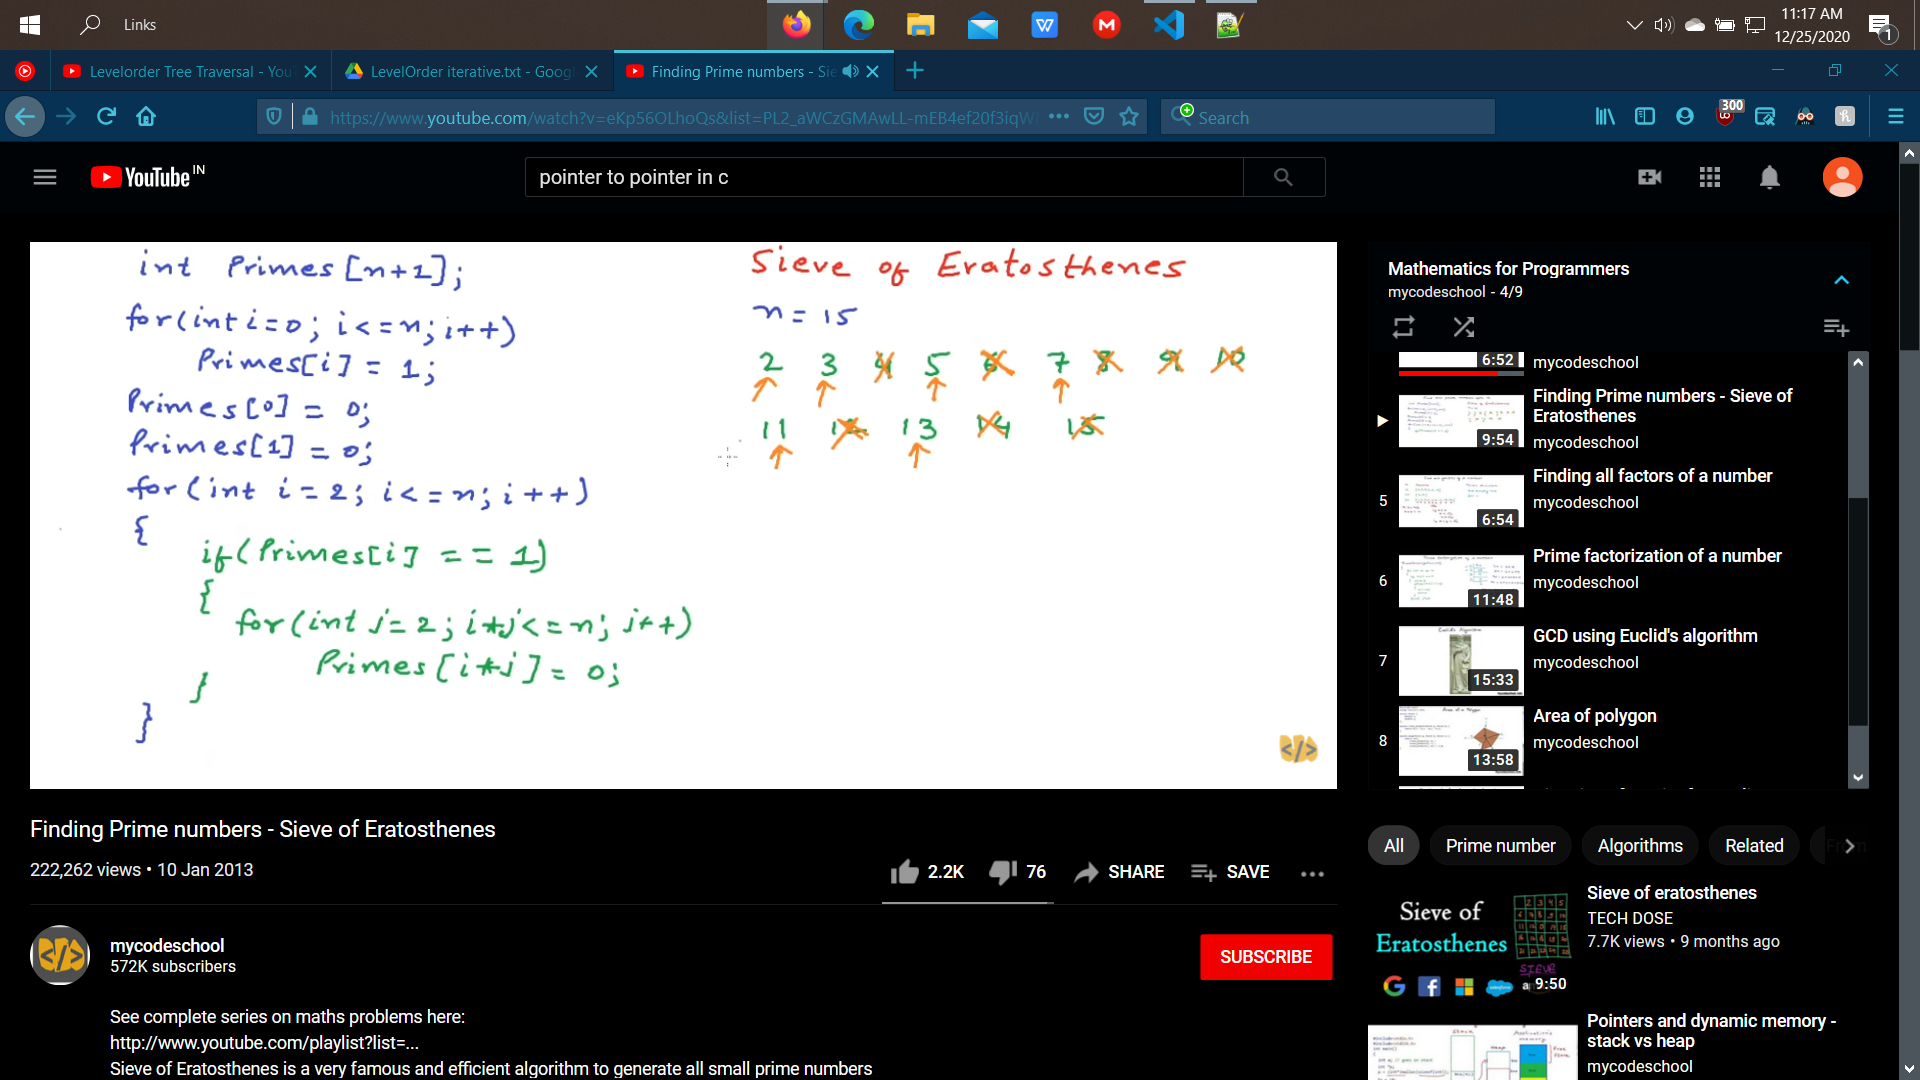 Links
11:17 AM
12/25/2020
1
Levelorder Tree Traversal - You
LevelOrder iterative.txt - Goog
Finding Prime numbers - Sie
https://www.youtube.com/watch?v=eKp56OLhoQs&list=PL2_aWCzGMAwLL-mEB4ef20f3iqW
Search
300
YouTube IN
pointer to pointer in c
int Primes[n+1];
for(int i=0; i<=n; i++)
Primes[i] = 1;
Primes[0] = 0;
Primes[1] = 0;
for(int i=2; i<=n; i++)
{
if(Primes[i] == 1)
{
for(int j=2; i*j<=n; j++)
Primes[i*j] = 0;
}
}
Sieve of Eratosthenes
n = 15
2 3 4 5 6 7 8 9 10
11 12 13 14 15
Mathematics for Programmers
mycodeschool - 4/9
6:52
mycodeschool
Finding Prime numbers - Sieve of
Eratosthenes
9:54
mycodeschool
5
Finding all factors of a number
mycodeschool
6:54
6
Prime factorization of a number
mycodeschool
11:48
7
GCD using Euclid's algorithm
mycodeschool
15:33
8
Area of polygon
mycodeschool
13:58
Finding Prime numbers - Sieve of Eratosthenes
222,262 views • 10 Jan 2013
2.2K
76
SHARE
SAVE
mycodeschool
572K subscribers
SUBSCRIBE
See complete series on maths problems here:
http://www.youtube.com/playlist?list=...
Sieve of Eratosthenes is a very famous and efficient algorithm to generate all small prime numbers
All
Prime number
Algorithms
Related
Sieve of
Eratosthenes
SIEVE
9:50
Sieve of eratosthenes
TECH DOSE
7.7K views • 9 months ago
Pointers and dynamic memory -
stack vs heap
mycodeschool